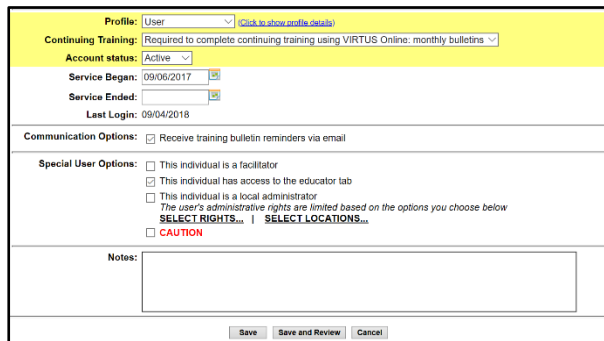 Profile: User (Click to show profile details)
Continuing Training: Required to complete continuing training using VIRTUS Online: monthly bulletins
Account status: Active
Service Began: 09/06/2017
Service Ended:
Last Login: 09/04/2018
Communication Options: Receive training bulletin reminders via email
Special User Options: This individual is a facilitator
This individual has access to the educator tab
This individual is a local administrator
The user's administrative rights are limited based on the options you choose below
SELECT RIGHTS... | SELECT LOCATIONS...
CAUTION
Notes:
Save Save and Review Cancel